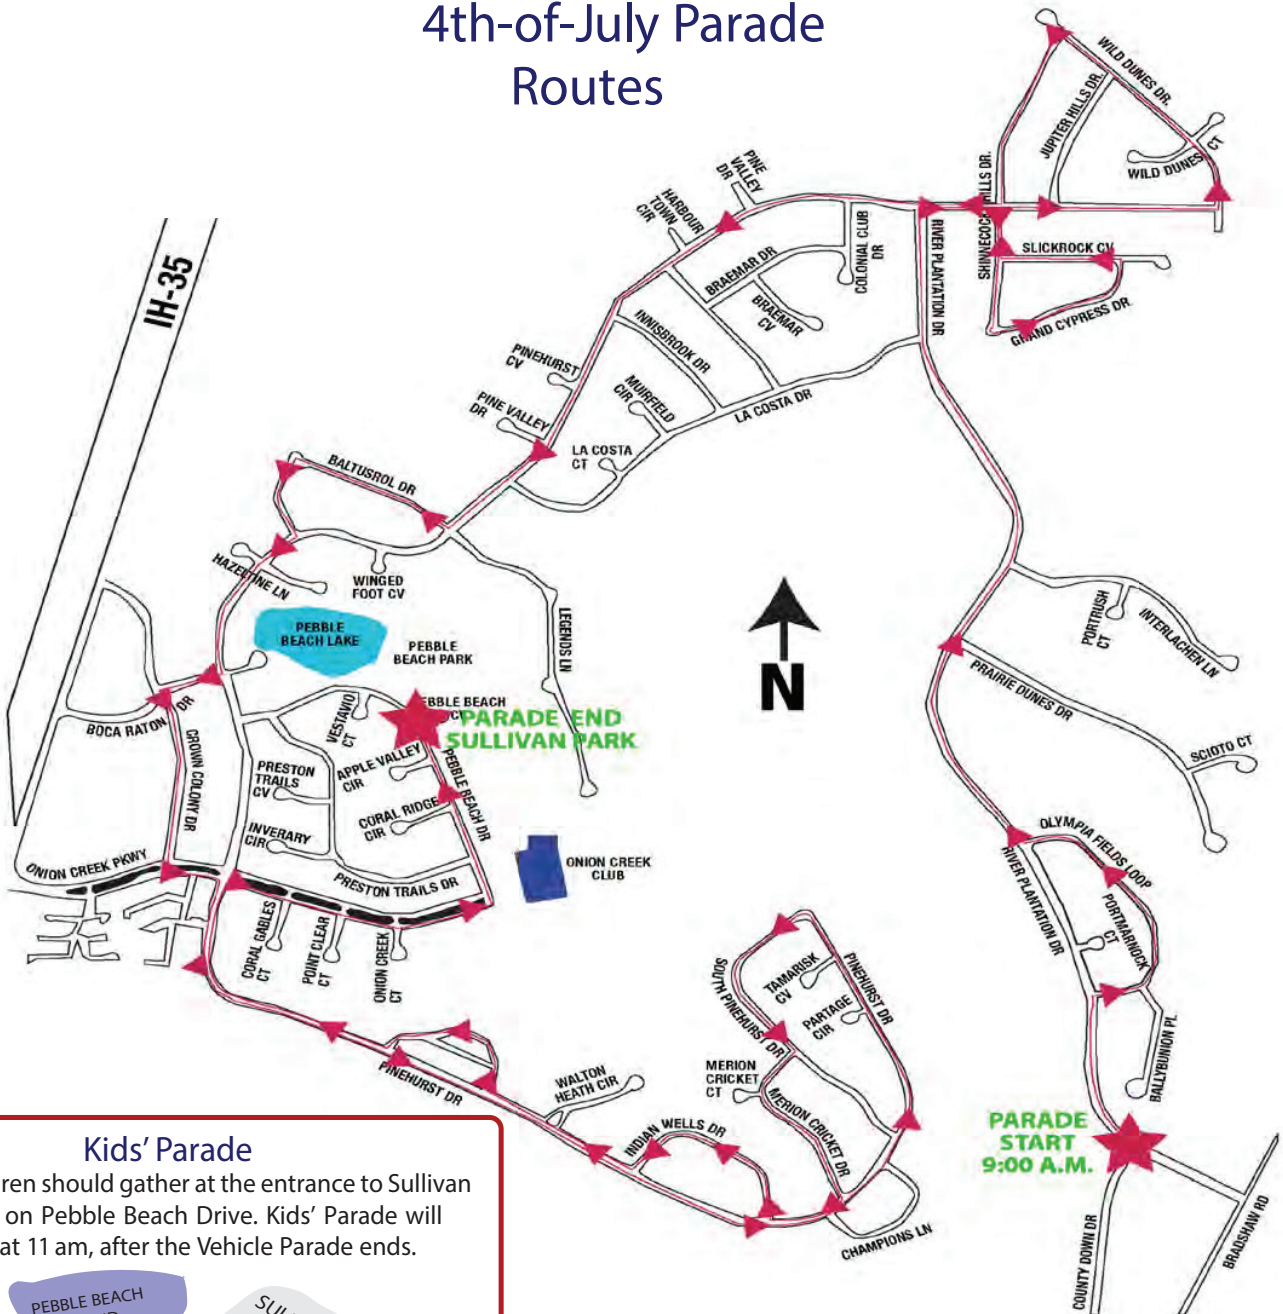 4th-of-July Parade
Routes
WILD DUNES DR.
JUPITER HILLS DR.
WILD DUNES CT
SHINNECOCK HILLS DR.
SLICKROCK CV
GRAND CYPRESS DR.
PINE
VALLEY
DR
HARBOUR
TOWN
CIR
BRAEMAR DR
COLONIAL CLUB
DR
RIVER PLANTATION DR
BRAEMAR
CV
INNISBROOK DR
PINEHURST
CV
MUIRFIELD
CIR
LA COSTA DR
PINE VALLEY
DR
LA COSTA
CT
IH-35
BALTUSROL DR
HAZELTINE LN
WINGED
FOOT CV
LEGENDS LN
PEBBLE
BEACH LAKE
PEBBLE
BEACH PARK
N
PORTRUSH
CT
INTERLACHEN LN
PRAIRIE DUNES DR
SCIOTO CT
BOCA RATON DR
VESTAVIO
CT
EBBLE BEACH
PARADE END
SULLIVAN PARK
CROWN COLONY DR
PRESTON
TRAILS
CV
APPLE VALLEY
CIR
PEBBLE BEACH DR
CORAL RIDGE
CIR
INVERARY
CIR
ONION CREEK PKWY
PRESTON TRAILS DR
ONION CREEK
CLUB
CORAL GABLES
CT
POINT CLEAR
CT
ONION CREEK
CT
OLYMPIA FIELDS LOOP
RIVER PLANTATION DR
PORTMARNOCK
CT
BALLYBUNION PL
TAMARISK
CV
PINEHURST DR
SOUTH PINEHURST DR
PARTAGE
CIR
MERION
CRICKET
CT
MERION CRICKET DR
WALTON
HEATH CIR
PINEHURST DR
INDIAN WELLS DR
CHAMPIONS LN
PARADE
START
9:00 A.M.
COUNTY DOWN DR
BRADSHAW RD
Kids' Parade
ren should gather at the entrance to Sullivan
on Pebble Beach Drive. Kids' Parade will
at 11 am, after the Vehicle Parade ends.
PEBBLE BEACH